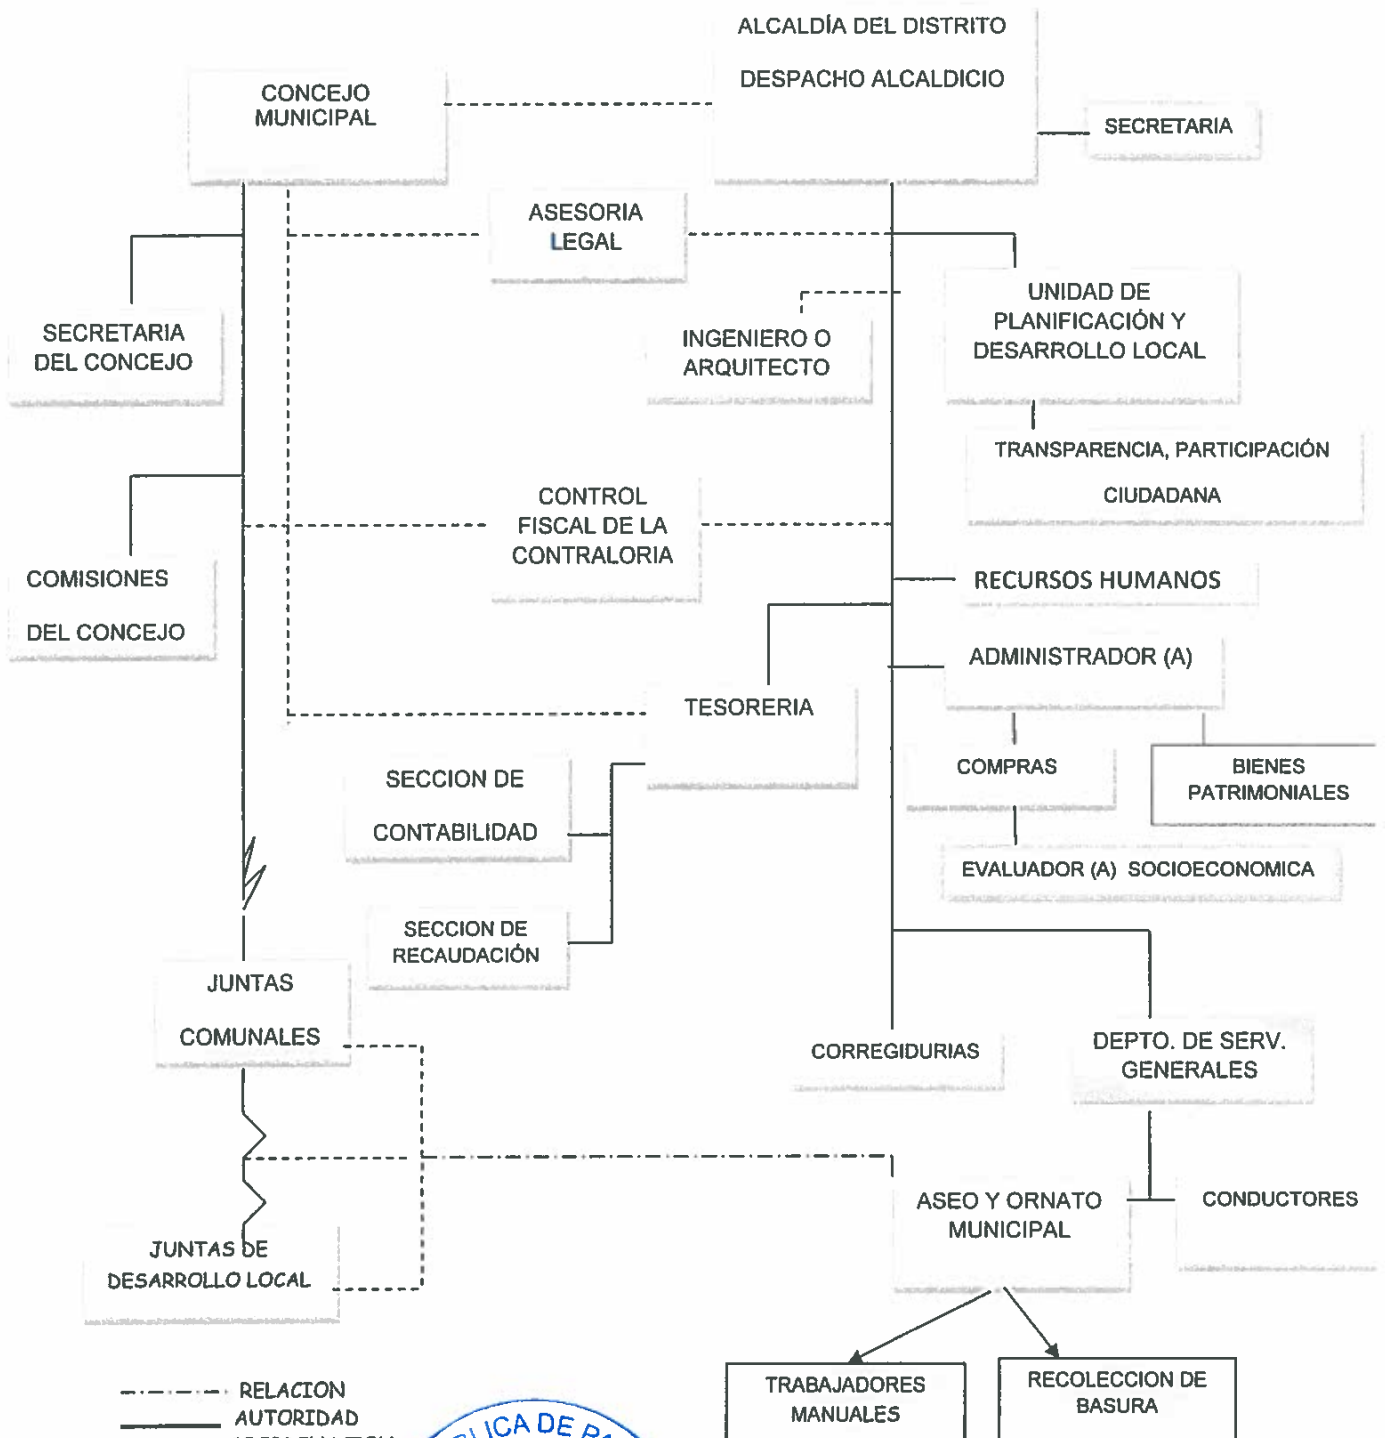 ALCALDÍA DEL DISTRITO
DESPACHO ALCALDICIO
CONCEJO
MUNICIPAL
SECRETARIA
ASESORIA
LEGAL
UNIDAD DE
PLANIFICACIÓN Y
DESARROLLO LOCAL
SECRETARIA
DEL CONCEJO
INGENIERO O
ARQUITECTO
TRANSPARENCIA, PARTICIPACIÓN
CIUDADANA
CONTROL
FISCAL DE LA
CONTRALORIA
COMISIONES
DEL CONCEJO
RECURSOS HUMANOS
ADMINISTRADOR (A)
TESORERIA
COMPRAS
BIENES
PATRIMONIALES
SECCION DE
CONTABILIDAD
EVALUADOR (A) SOCIOECONOMICA
SECCION DE
RECAUDACIÓN
JUNTAS
COMUNALES
CORREGIDURIAS
DEPTO. DE SERV.
GENERALES
ASEO Y ORNATO
MUNICIPAL
CONDUCTORES
JUNTAS DE
DESARROLLO LOCAL
TRABAJADORES
MANUALES
RECOLECCION DE
BASURA
RELACION
AUTORIDAD